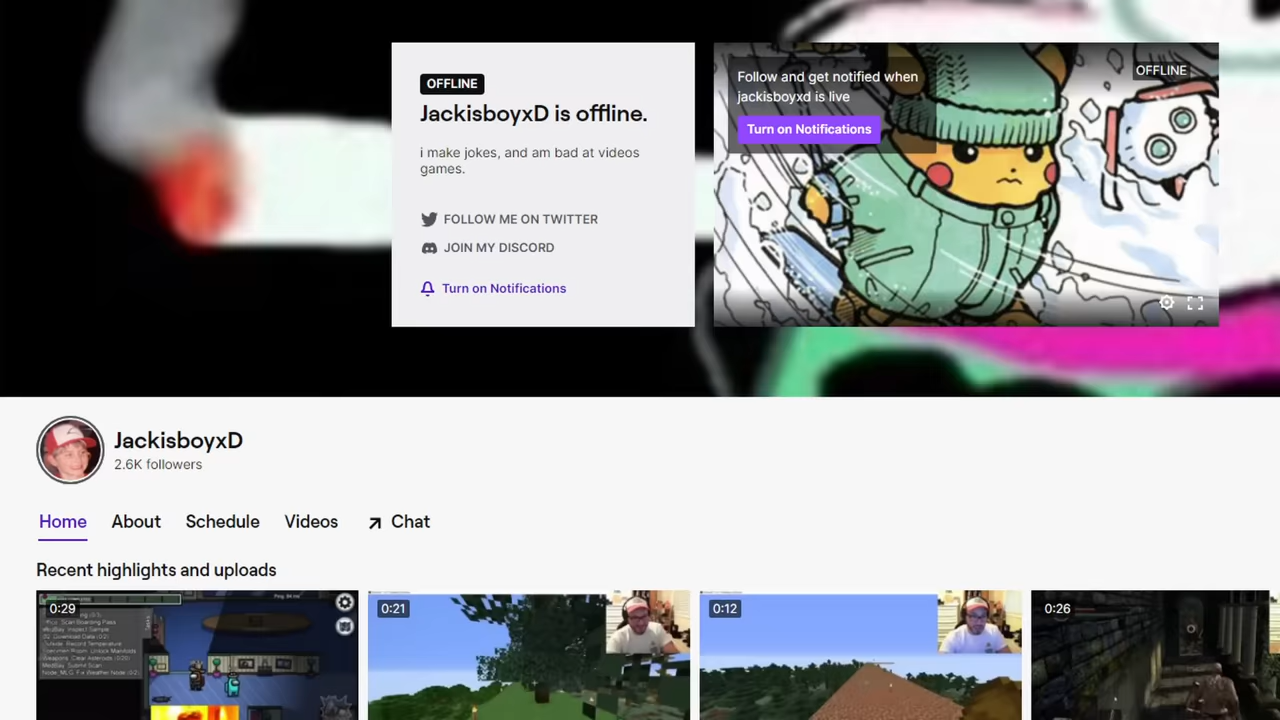 OFFLINE
JackisboyxD is offline.
i make jokes, and am bad at videos
games.
FOLLOW ME ON TWITTER
JOIN MY DISCORD
Turn on Notifications
Follow and get notified when
jackisboyxd is live
Turn on Notifications
OFFLINE
JackisboyxD
2.6K followers
Home About Schedule Videos Chat
Recent highlights and uploads
0:29
0:21
0:12
0:26